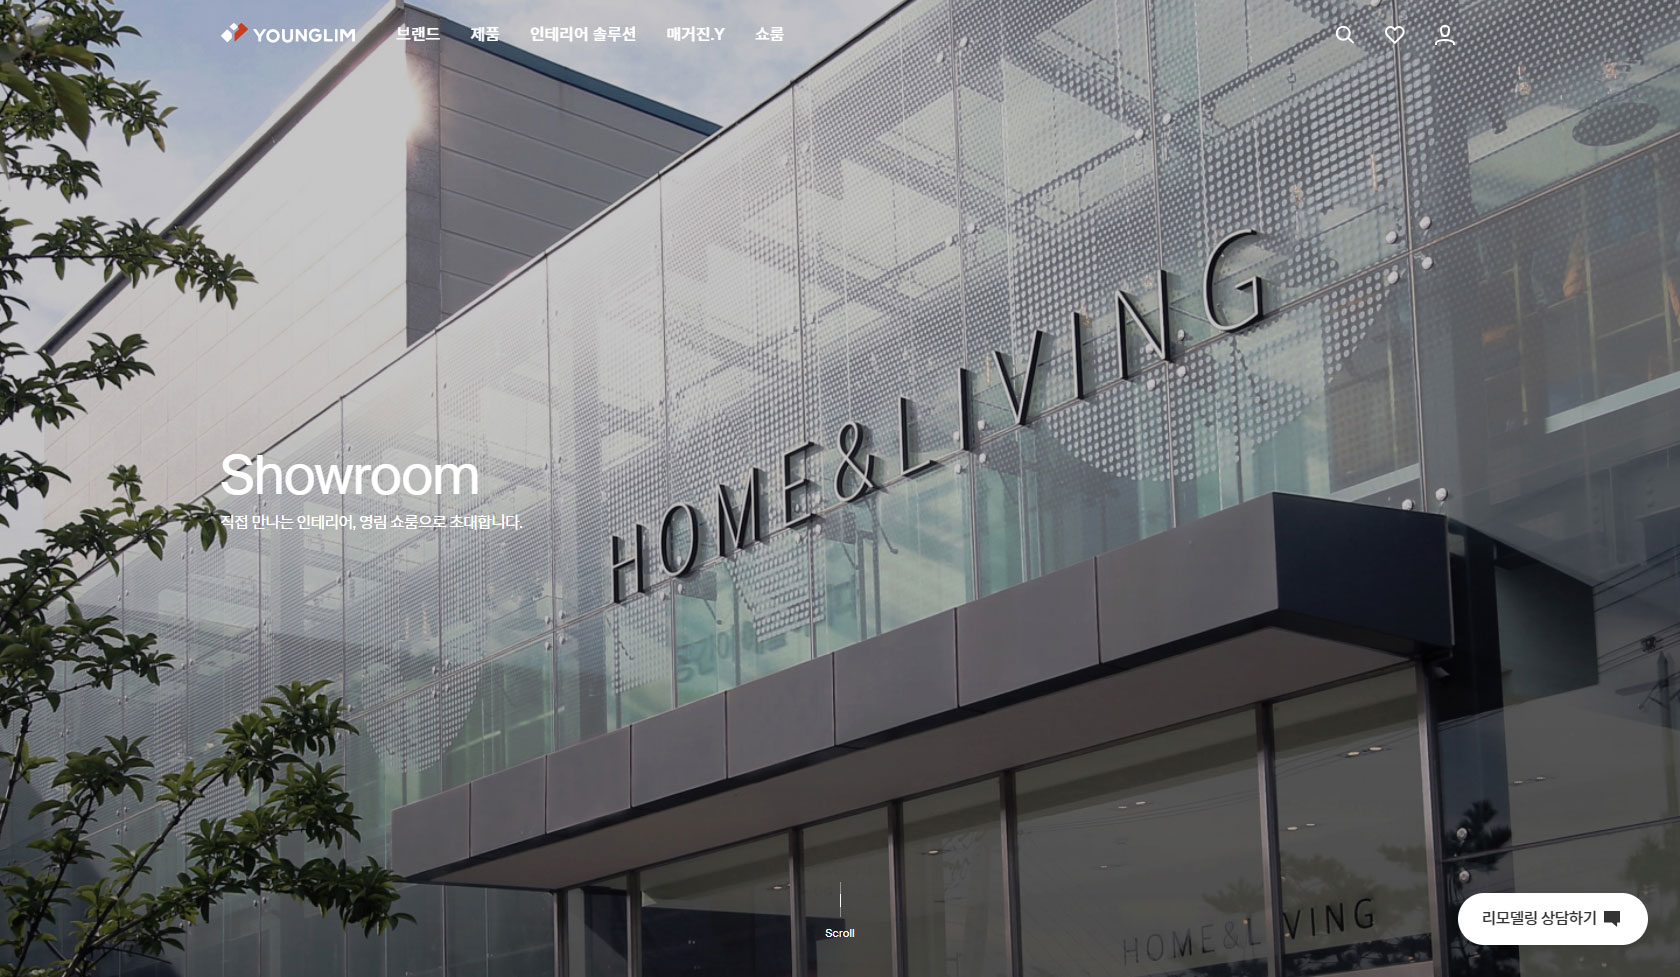 YOUNGLIM
브랜드
제품
인테리어 솔루션
매거진.Y
쇼룸
HOME&LIVING
Showroom
직접 만나는 인테리어, 영림 쇼룸으로 초대합니다.
Scroll
HOME&LIVING
리모델링 상담하기